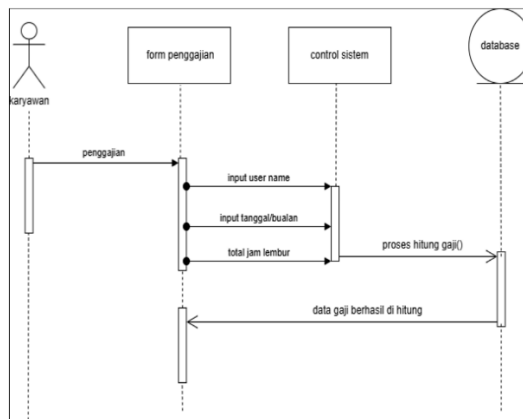 form penggajian
control sistem
database
karyawan
penggajian
input user name
input tanggal/bualan
total jam lembur
proses hitung gaji()
data gaji berhasil di hitung